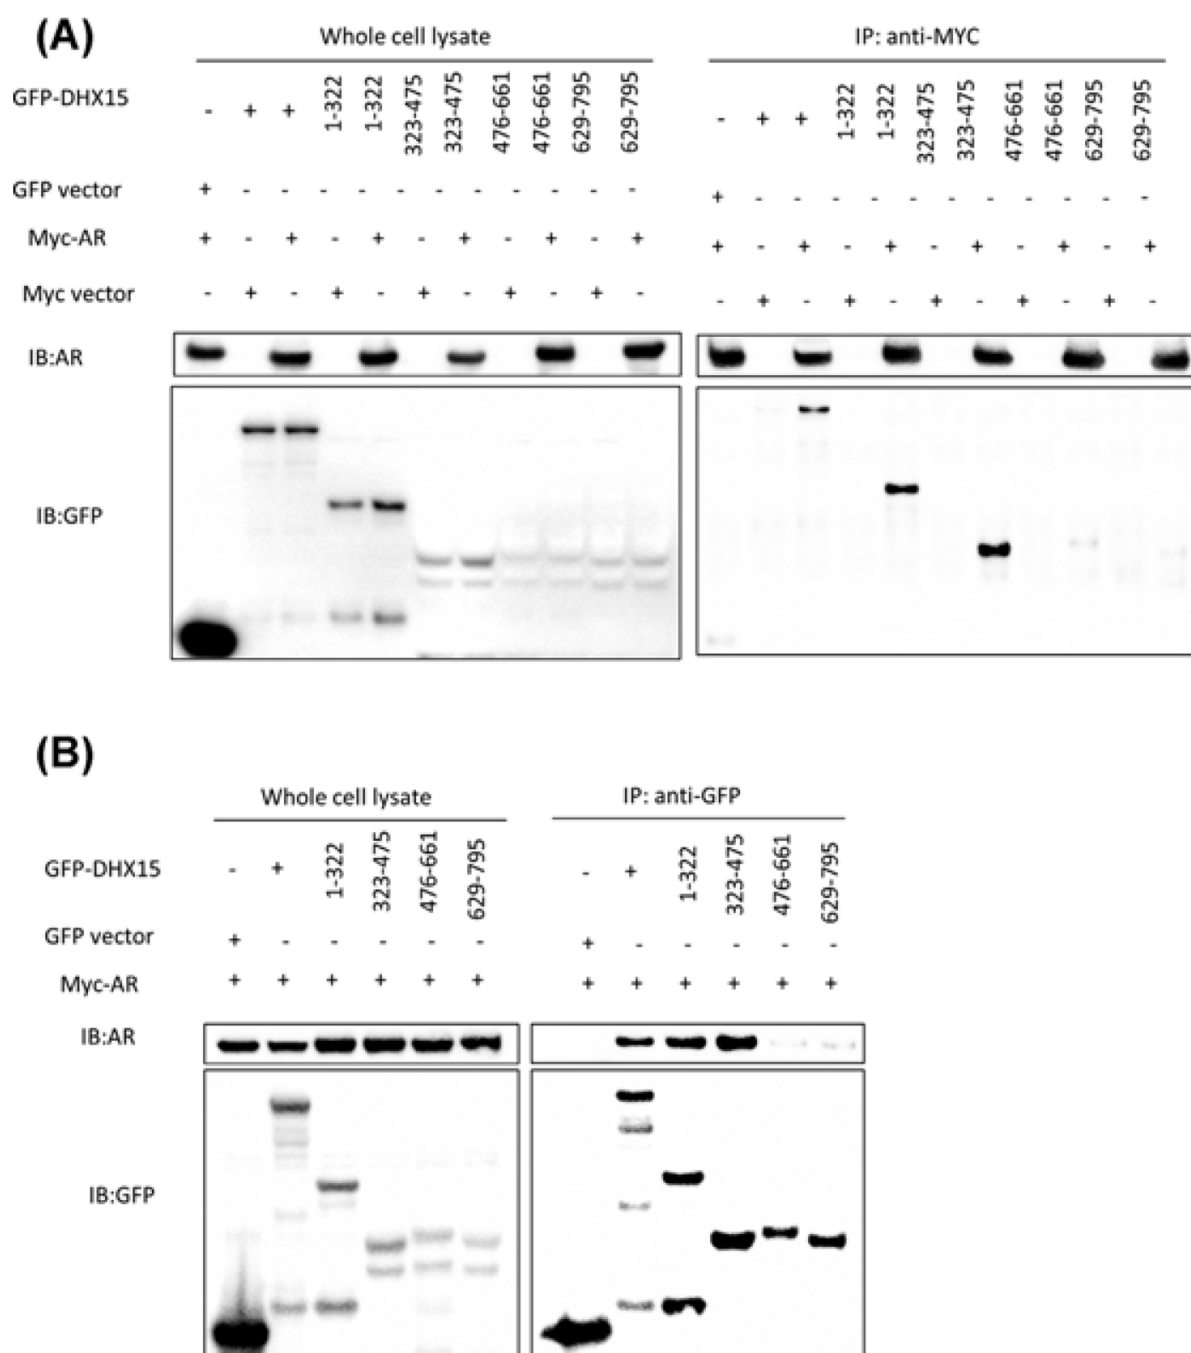 (A)
Whole cell lysate IP: anti-MYC
GFP-DHX15 - + + 1-322 1-322 323-475 323-475 476-661 476-661 629-795 629-795 - + + 1-322 1-322 323-475 323-475 476-661 476-661 629-795 629-795
GFP vector + - - - - - - - - - - + - - - - - - - - - -
Myc-AR + - + - + - + - + - + + - + - + - + - + - +
Myc vector - + - + - + - + - + - - + - + - + - + - + -
IB:AR
IB:GFP
(B)
Whole cell lysate IP: anti-GFP
GFP-DHX15 - + 1-322 323-475 476-661 629-795 - + 1-322 323-475 476-661 629-795
GFP vector + - - - - - + - - - - -
Myc-AR + + + + + + + + + + + +
IB:AR
IB:GFP